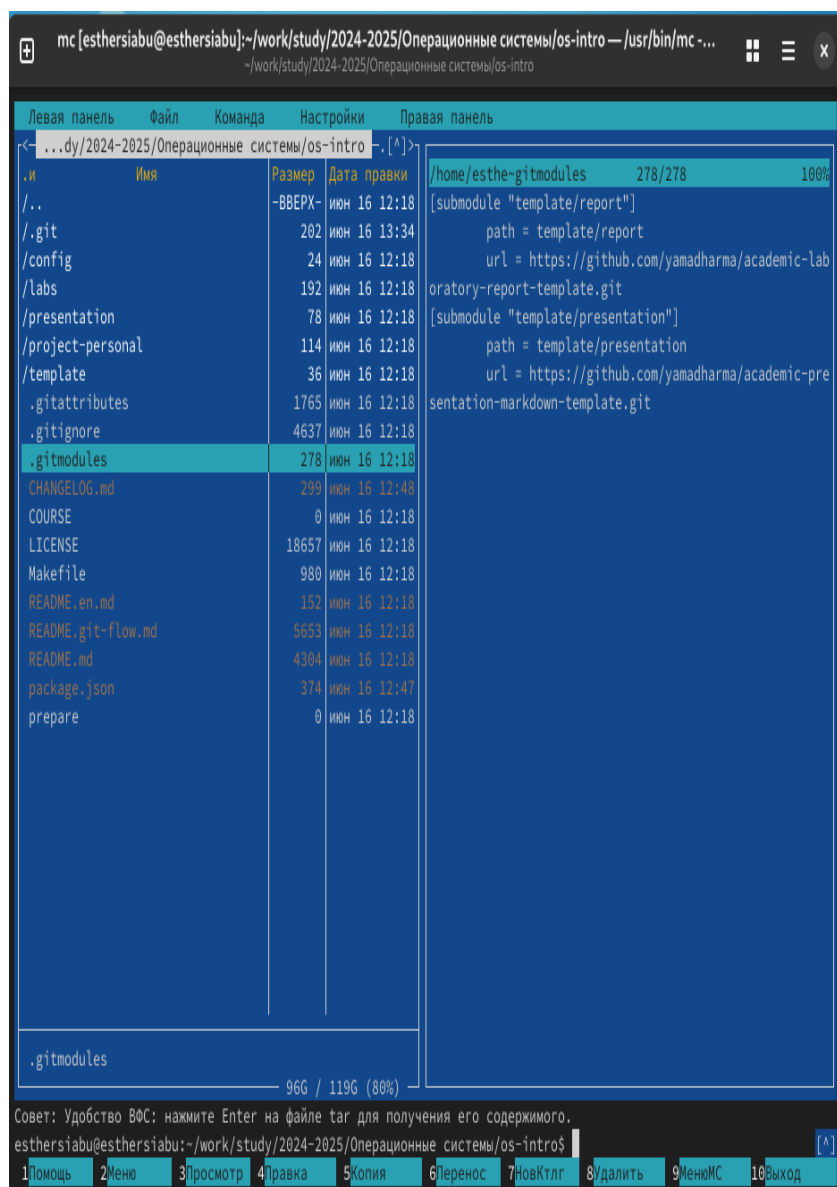 mc [esthersiabu@esthersiabu]:~/work/study/2024-2025/Операционные системы/os-intro — /usr/bin/mc -...
~/work/study/2024-2025/Операционные системы/os-intro
Левая панель Файл Команда Настройки Правая панель
<- ...dy/2024-2025/Операционные системы/os-intro -.[^]>
.и Имя Размер Дата правки
/.. -ВВЕРХ- июн 16 12:18
/.git 202 июн 16 13:34
/config 24 июн 16 12:18
/labs 192 июн 16 12:18
/presentation 78 июн 16 12:18
/project-personal 114 июн 16 12:18
/template 36 июн 16 12:18
.gitattributes 1765 июн 16 12:18
.gitignore 4637 июн 16 12:18
.gitmodules 278 июн 16 12:18
CHANGELOG.md 299 июн 16 12:48
COURSE 0 июн 16 12:18
LICENSE 18657 июн 16 12:18
Makefile 980 июн 16 12:18
README.en.md 152 июн 16 12:18
README.git-flow.md 5653 июн 16 12:18
README.md 4304 июн 16 12:18
package.json 374 июн 16 12:47
prepare 0 июн 16 12:18
.gitmodules
96G / 119G (80%)
/home/esthe~gitmodules 278/278 100%
[submodule "template/report"]
path = template/report
url = https://github.com/yamadharma/academic-lab
oratory-report-template.git
[submodule "template/presentation"]
path = template/presentation
url = https://github.com/yamadharma/academic-pre
sentation-markdown-template.git
Совет: Удобство ВФС: нажмите Enter на файле tar для получения его содержимого.
esthersiabu@esthersiabu:~/work/study/2024-2025/Операционные системы/os-intro$ [^]
1Помощь 2Меню 3Просмотр 4Правка 5Копия 6Перенос 7НовКтлг 8Удалить 9МенюМС 10Выход